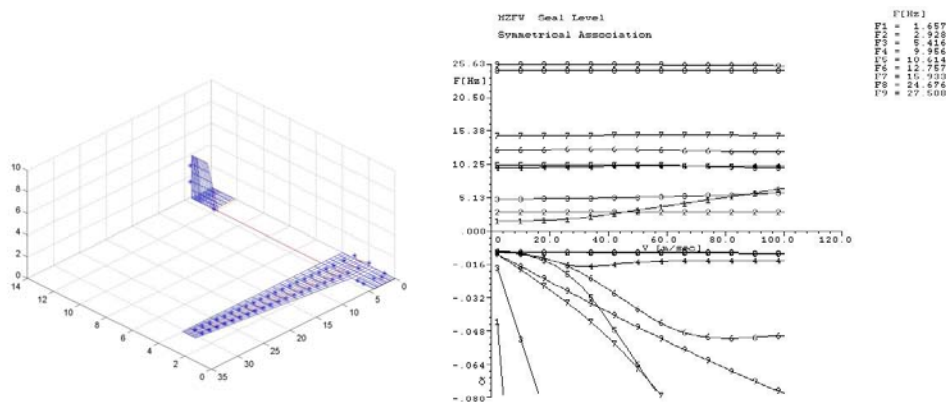 10
8
6
4
2
0
14
12
10
8
6
4
2
0
35
30
25
20
15
10
5
0
MZFW Seal Level
Symmetrical Association
25.63
F[Hz]
20.50
15.38
10.25
5.13
.000
20.0
40.0
60.0
80.0
100.0
120.0
V [m/sec]
-.016
-.032
-.048
-.064
-.080
F[Hz]
F1 = 1.657
F2 = 2.928
F3 = 5.416
F4 = 9.956
F5 = 10.614
F6 = 12.757
F7 = 15.933
F8 = 24.676
F9 = 27.508